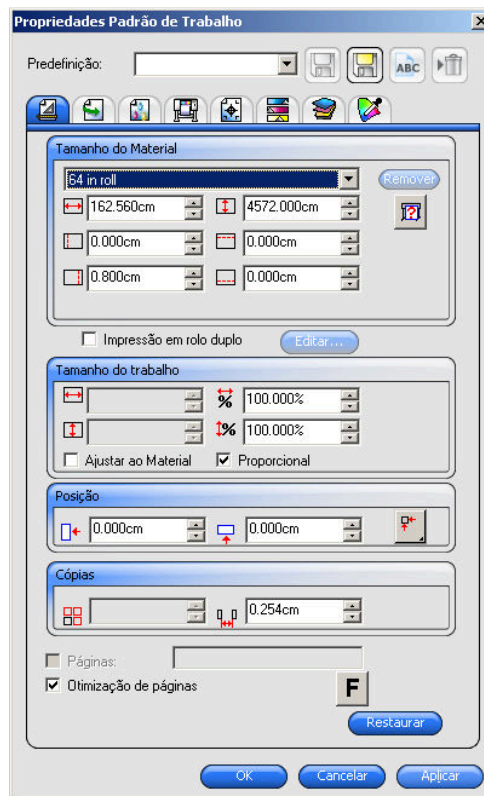 Propriedades Padrão de Trabalho
Predefinição:
ABC
Tamanho do Material
64 in roll
Remover
162.560cm 4572.000cm
0.000cm 0.000cm
0.800cm 0.000cm
Impressão em rolo duplo Editar...
Tamanho do trabalho
% 100.000%
% 100.000%
Ajustar ao Material Proporcional
Posição
0.000cm 0.000cm
Cópias
0.254cm
Páginas:
Otimização de páginas F
Restaurar
OK Cancelar Aplicar